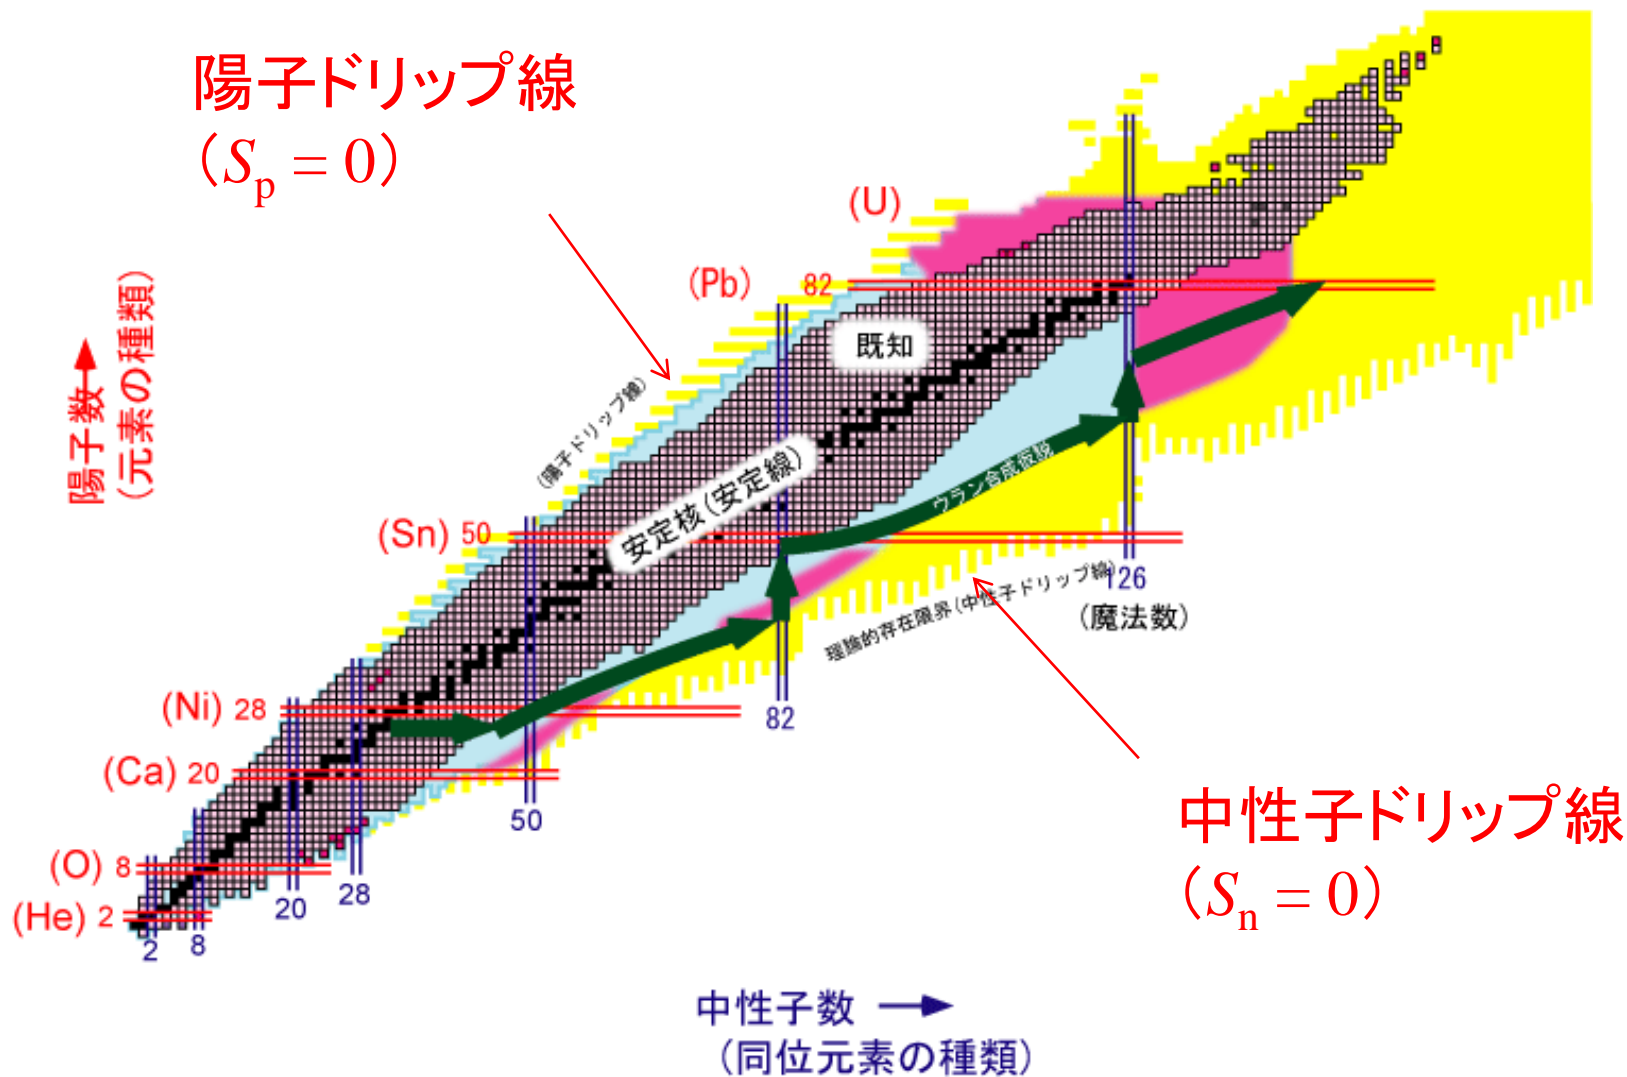 陽子ドリップ線
（Sp = 0）
(U)
(Pb) 82
既知
陽子数
(元素の種類)
(陽子ドリップ線)
安定核(安定線)
ウラン合成仮説
(Sn) 50
126
(魔法数)
理論的存在限界(中性子ドリップ線)
(Ni) 28
82
(Ca) 20
50
中性子ドリップ線
（Sn = 0）
(O) 8
28
20
(He) 2
2
8
中性子数
(同位元素の種類)